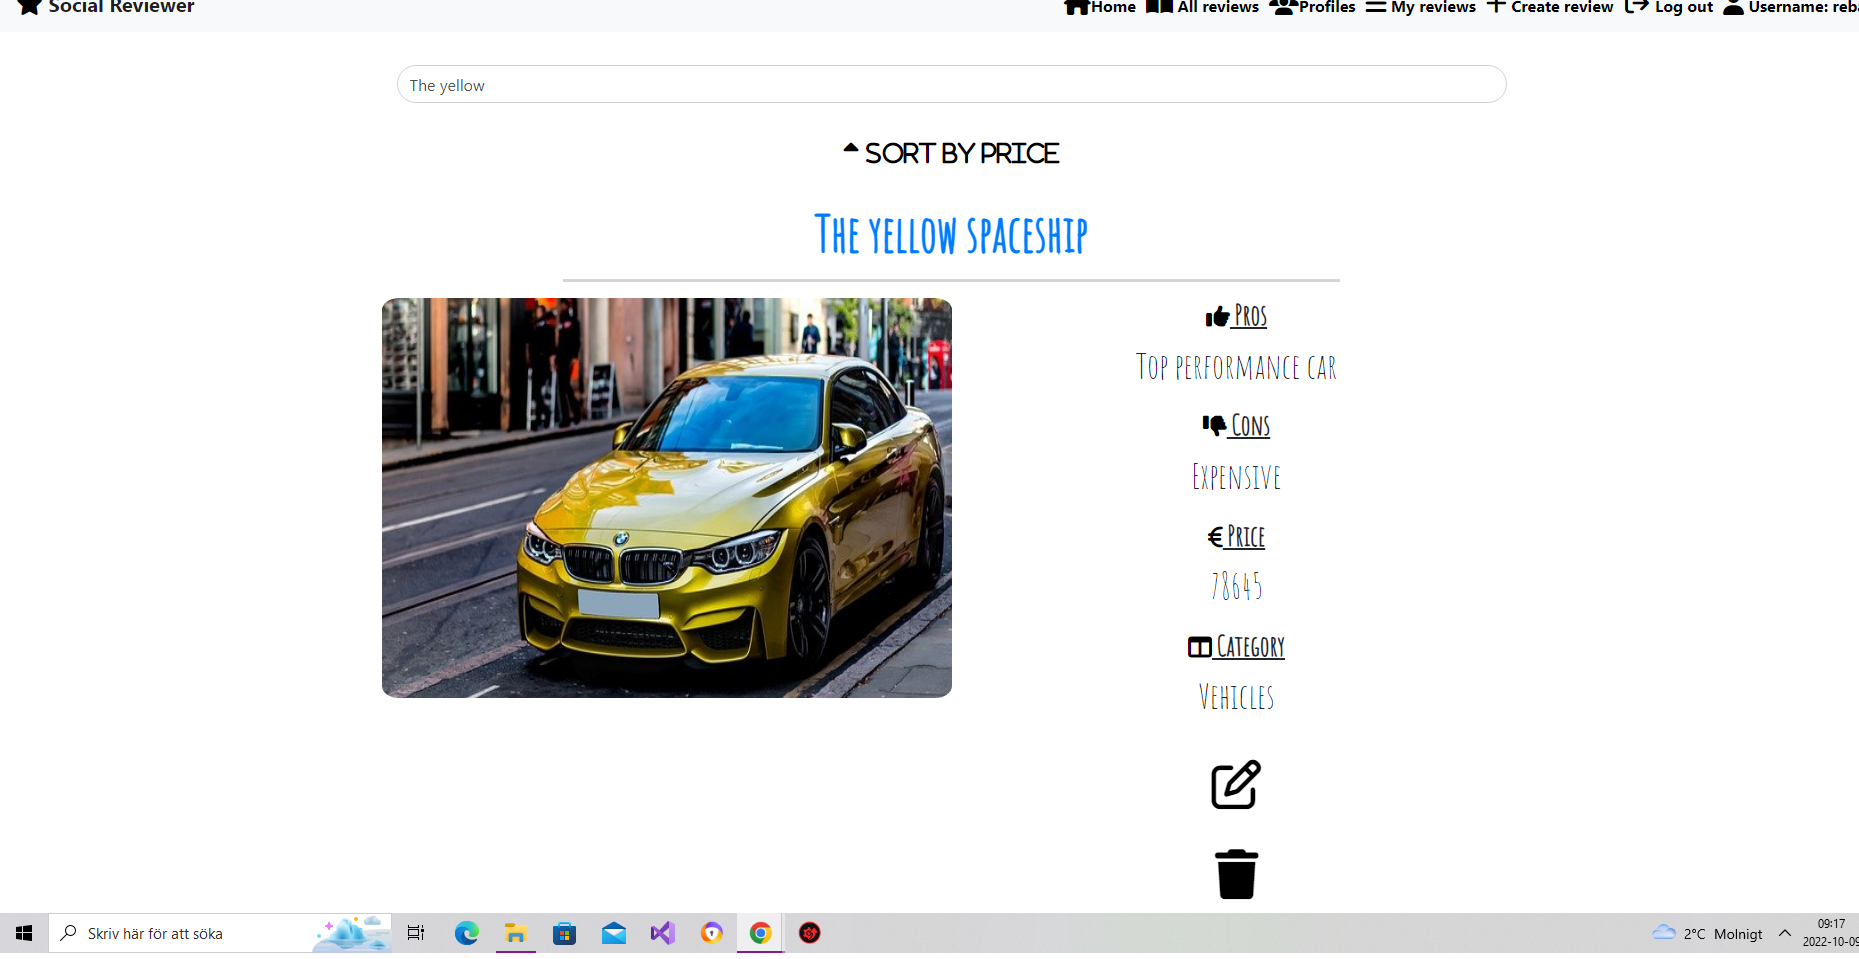 Social Reviewer
Home All reviews Profiles My reviews Create review Log out Username: reb
The yellow
SORT BY PRICE
The yellow spaceship
Pros
Top performance car
Cons
Expensive
€ Price
78645
Category
Vehicles
Skriv här för att söka
2°C Molnigt
09:17
2022-10-09